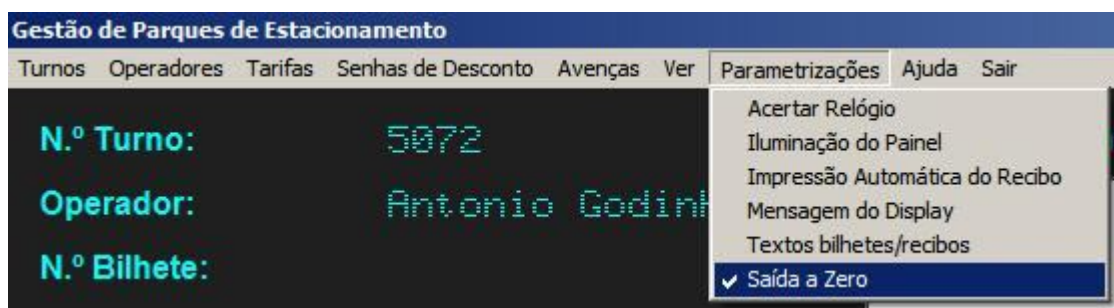 Gestão de Parques de Estacionamento
Turnos Operadores Tarifas Senhas de Desconto Avenças Ver Parametrizações Ajuda Sair
Acertar Relógio
N.º Turno: 5072
Iluminação do Painel
Impressão Automática do Recibo
Operador: Antonio
Mensagem do Display
Textos bilhetes/recibos
N.º Bilhete:
Saída a Zero